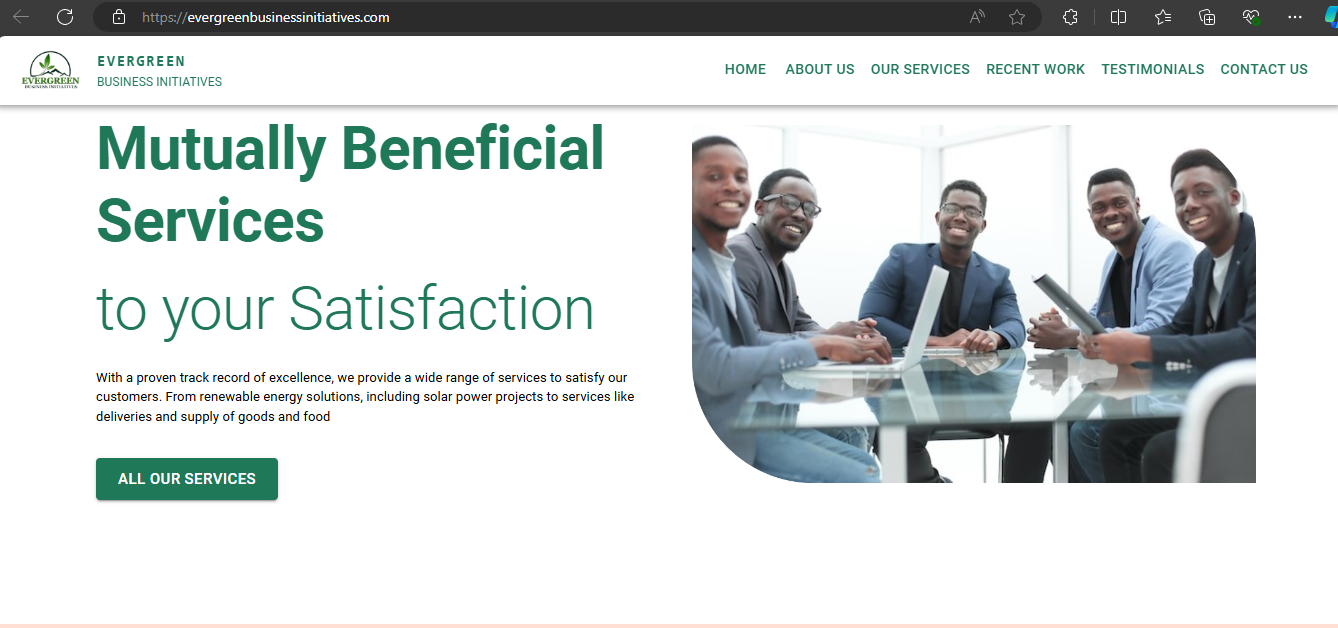 https://evergreenbusinessinitiatives.com
EVERGREEN
BUSINESS INITIATIVES
EVERGREEN
BUSINESS INITIATIVES
HOME ABOUT US OUR SERVICES RECENT WORK TESTIMONIALS CONTACT US
Mutually Beneficial
Services
to your Satisfaction
With a proven track record of excellence, we provide a wide range of services to satisfy our
customers. From renewable energy solutions, including solar power projects to services like
deliveries and supply of goods and food
ALL OUR SERVICES